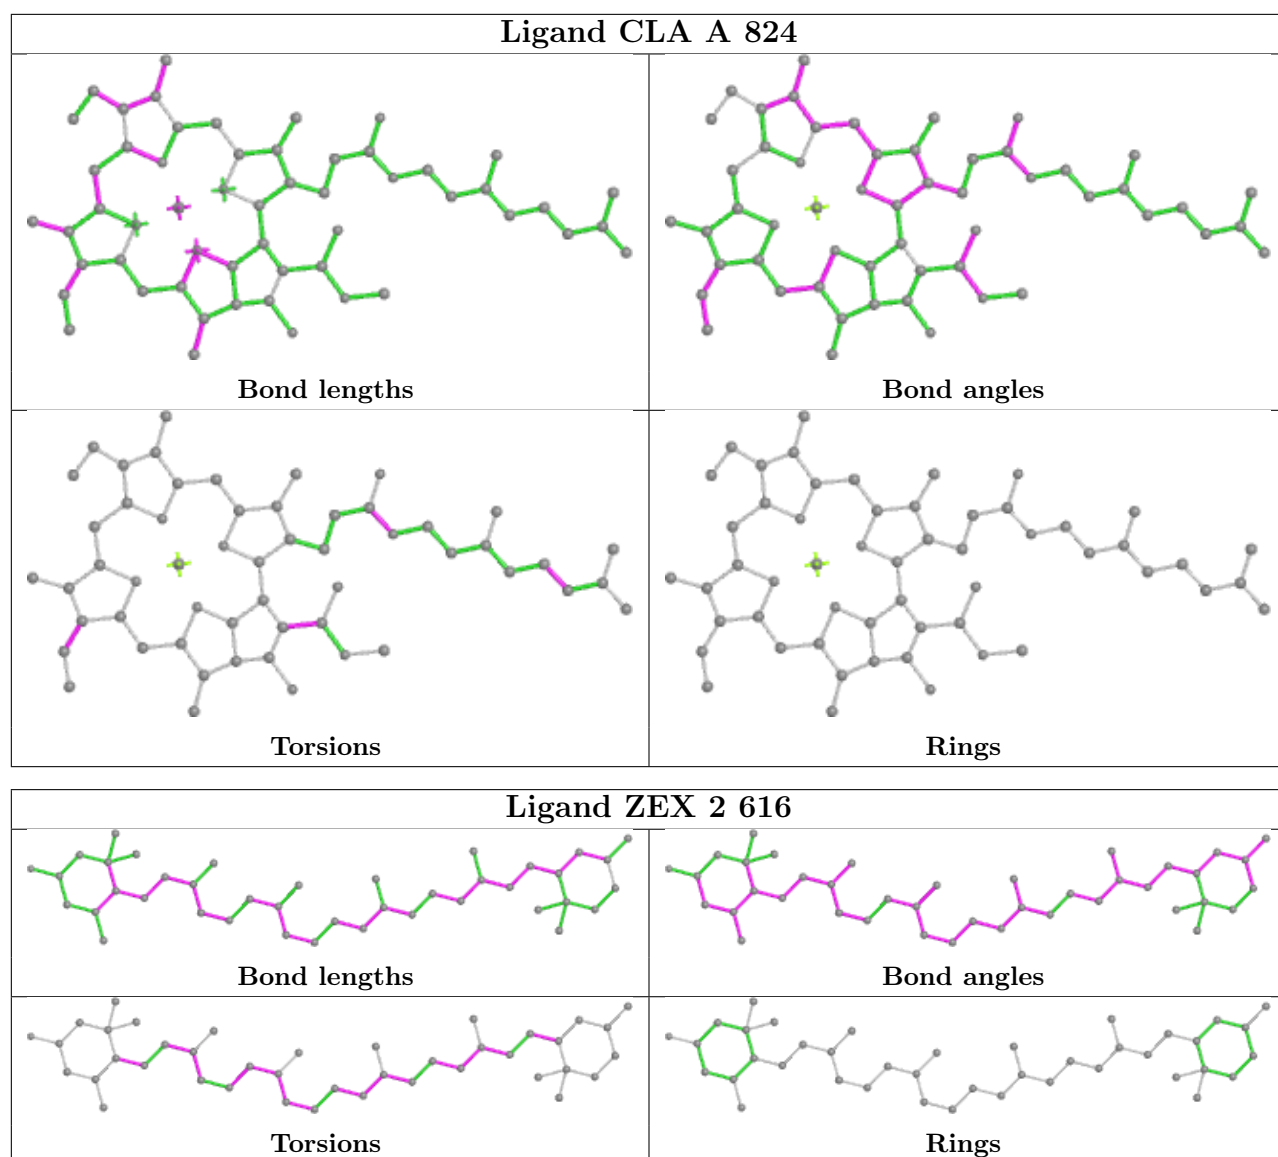 Ligand CLA A 824
Bond lengths
Bond angles
Torsions
Rings
Ligand ZEX 2 616
Bond lengths
Bond angles
Torsions
Rings